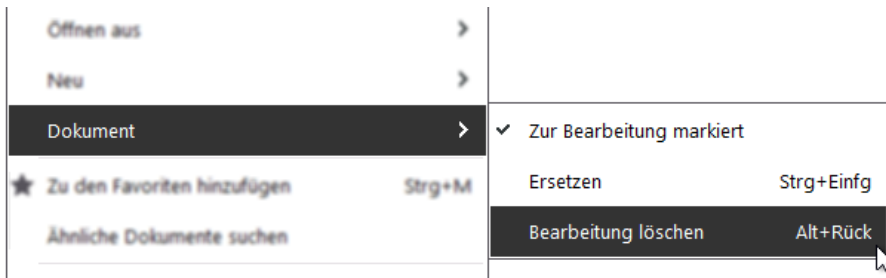 Öffnen aus
Neu
Dokument
Zur Bearbeitung markiert
Zu den Favoriten hinzufügen Strg+M
Ersetzen Strg+Einfg
Ähnliche Dokumente suchen
Bearbeitung löschen Alt+Rück